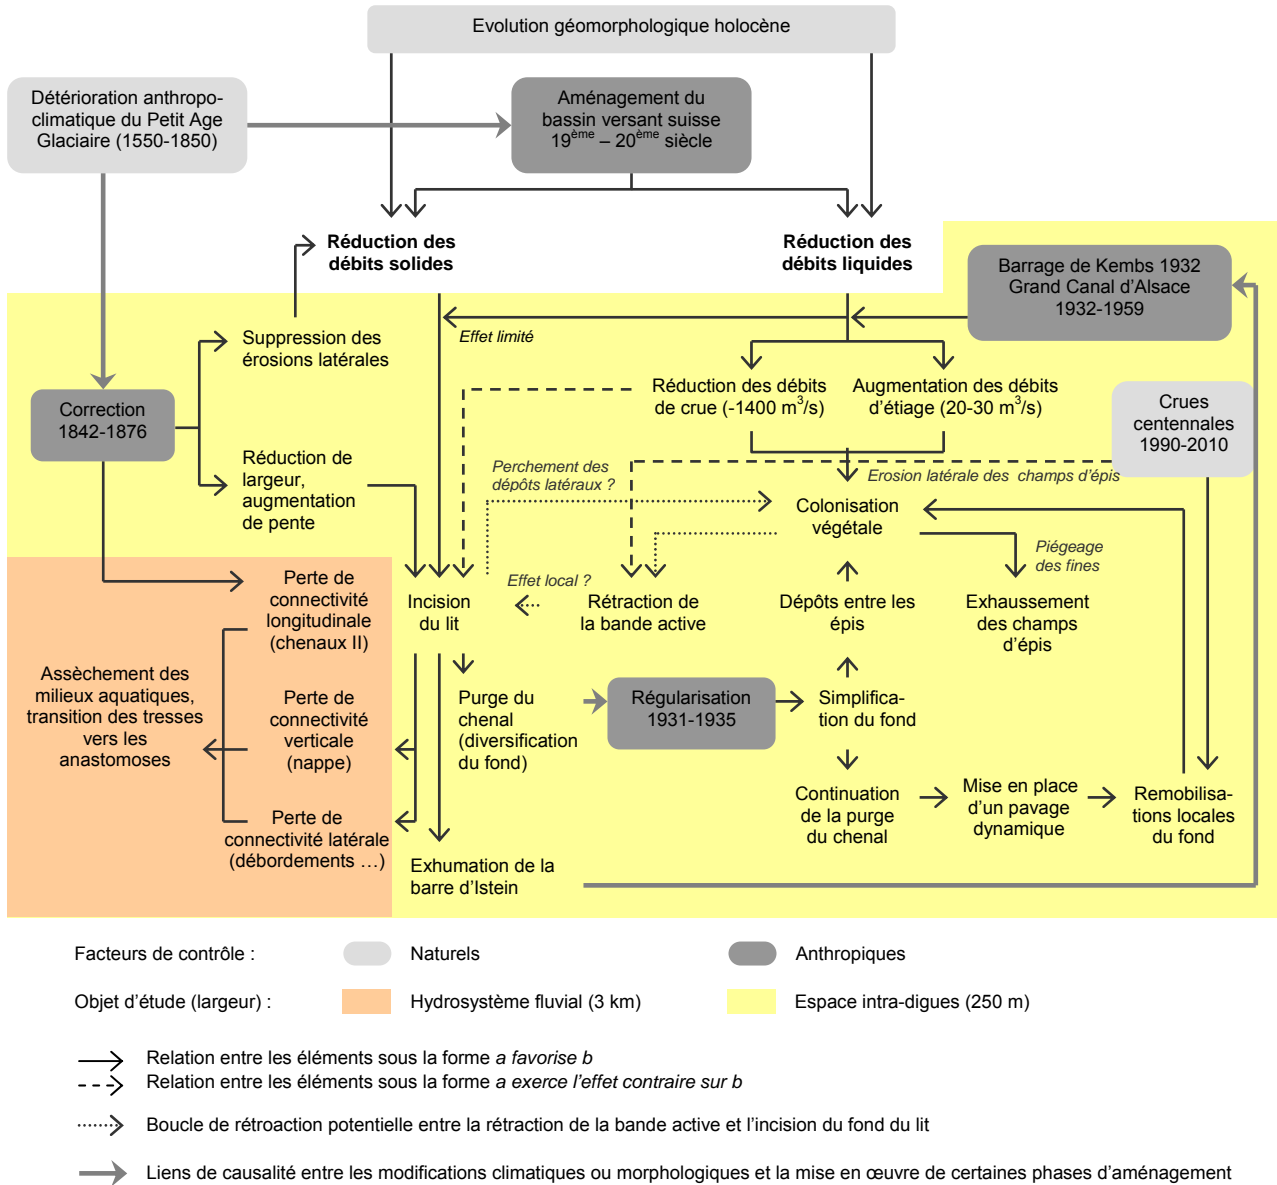 Evolution géomorphologique holocène
Détérioration anthropo-
climatique du Petit Age
Glaciaire (1550-1850)
Aménagement du
bassin versant suisse
19ème – 20ème siècle
Réduction des
débits solides
Réduction des
débits liquides
Barrage de Kembs 1932
Grand Canal d'Alsace
1932-1959
Suppression des
érosions latérales
Effet limité
Correction
1842-1876
Réduction des débits
de crue (-1400 m3/s)
Augmentation des débits
d'étiage (20-30 m3/s)
Crues
centennales
1990-2010
Réduction de
largeur,
augmentation
de pente
Perchement des
dépôts latéraux ?
Erosion latérale des champs d'épis
Colonisation
végétale
Piégeage
des fines
Effet local ?
Perte de
connectivité
longitudinale
(chenaux II)
Incision
du lit
Rétraction de
la bande active
Dépôts entre les
épis
Exhaussement
des champs
d'épis
Assèchement des
milieux aquatiques,
transition des tresses
vers les
anastomoses
Perte de
connectivité
verticale
(nappe)
Purge du
chenal
(diversification
du fond)
Régularisation
1931-1935
Simplifica-
tion du fond
Continuation
de la purge
du chenal
Mise en place
d'un pavage
dynamique
Remobilisa-
tions locales
du fond
Perte de
connectivité latérale
(débordements …)
Exhumation de la
barre d'Istein
Facteurs de contrôle :
Naturels
Anthropiques
Objet d'étude (largeur) :
Hydrosystème fluvial (3 km)
Espace intra-digues (250 m)
Relation entre les éléments sous la forme a favorise b
Relation entre les éléments sous la forme a exerce l'effet contraire sur b
Boucle de rétroaction potentielle entre la rétraction de la bande active et l'incision du fond du lit
Liens de causalité entre les modifications climatiques ou morphologiques et la mise en œuvre de certaines phases d'aménagement